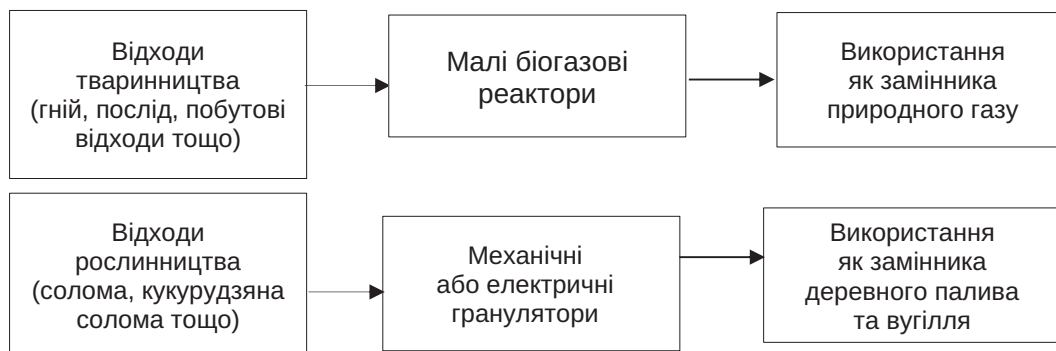 Відходи
тваринництва
(гній, послід, побутові
відходи тощо)
Малі біогазові
реактори
Використання
як замінника
природного газу
Відходи
рослинництва
(солома, кукурудзяна
солома тощо)
Механічні
або електричні
гранулятори
Використання
як замінника
деревного палива
та вугілля